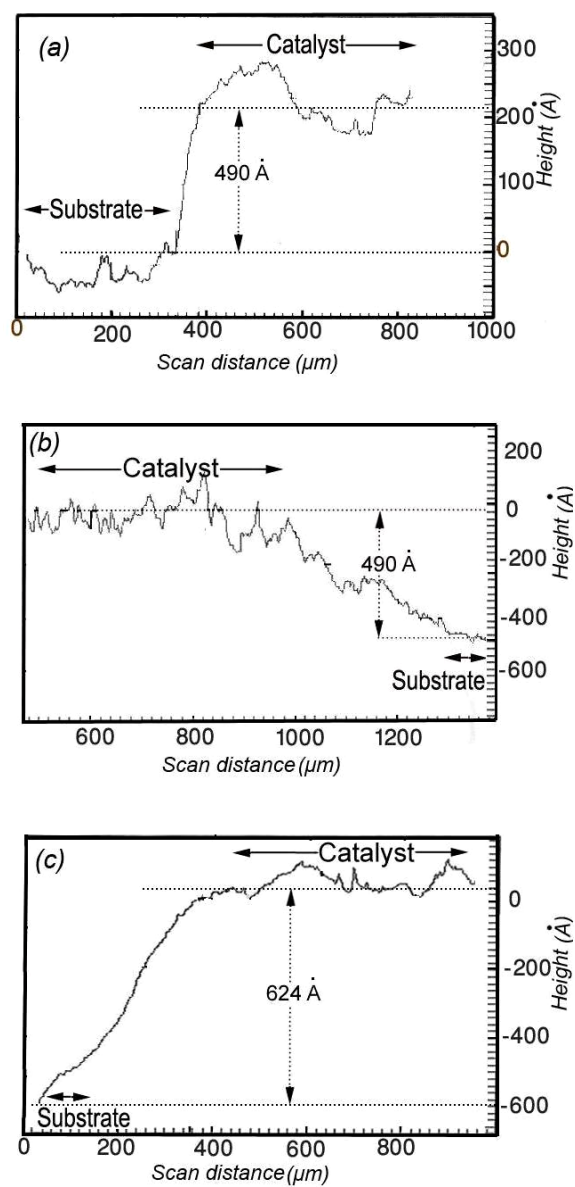 (a)
Catalyst
300
200
490 Å
100
Substrate
0
Height (Å)
0 200 400 600 800 1000
Scan distance (µm)
(b)
Catalyst
200
0
-200
490 Å
-400
-600
Substrate
Height (Å)
600 800 1000 1200
Scan distance (µm)
(c)
Catalyst
0
-200
624 Å
-400
-600
Substrate
Height (Å)
0 200 400 600 800
Scan distance (µm)